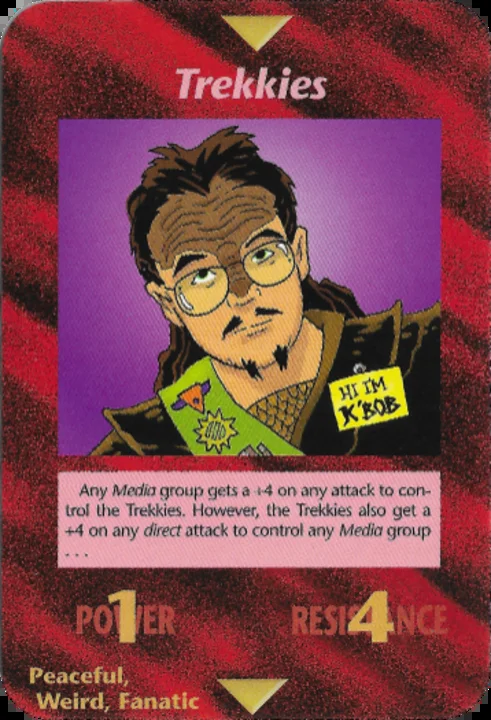 Trekkies
HI I'M
K'BOB
Any Media group gets a +4 on any attack to con-
trol the Trekkies. However, the Trekkies also get a
+4 on any direct attack to control any Media group
. . .
POWER 1
RESISTANCE 4
Peaceful,
Weird, Fanatic